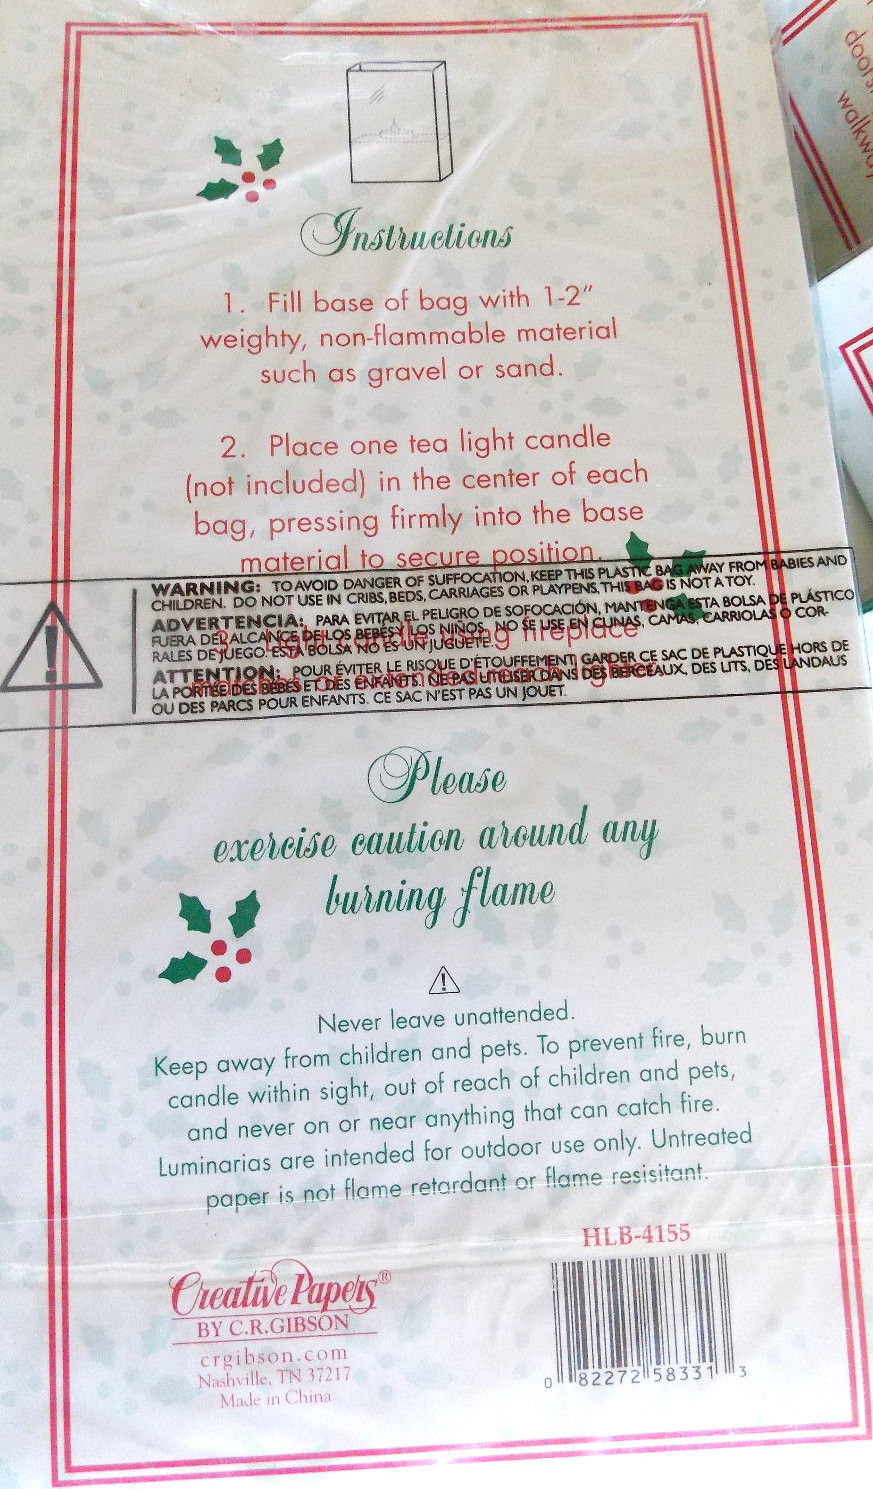 Instructions
1. Fill base of bag with 1-2"
weighty, non-flammable material
such as gravel or sand.
2. Place one tea light candle
(not included) in the center of each
bag, pressing firmly into the base
material to secure position.
WARNING: TO AVOID DANGER OF SUFFOCATION, KEEP THIS PLASTIC BAG AWAY FROM BABIES AND
CHILDREN. DO NOT USE IN CRIBS, BEDS, CARRIAGES OR PLAYPENS, THIS BAG IS NOT A TOY.
ADVERTENCIA: PARA EVITAR EL PELIGRO DE SOFOCACIÓN, MANTENGA ESTA BOLSA DE PLÁSTICO
FUERA DEL ALCANCE DE LOS BEBÉS Y LOS NIÑOS. NO SE USE EN CUNAS, CAMAS, CARRIOLAS O COR-
RALES DE JUEGO. ESTA BOLSA NO ES UN JUGUETE.
fireplace
ATTENTION: POUR ÉVITER LE RISQUE D'ÉTOUFFEMENT, GARDER CE SAC DE PLASTIQUE HORS DE
LA PORTÉE DES BÉBÉS ET DES ENFANTS. NE PAS UTILISER DANS DES BERCEAUX, DES LITS, DES LANDAUS
OU DES PARCS POUR ENFANTS. CE SAC N'EST PAS UN JOUET.
Please
exercise caution around any
burning flame
Never leave unattended.
Keep away from children and pets. To prevent fire, burn
candle within sight, out of reach of children and pets,
and never on or near anything that can catch fire.
Luminarias are intended for outdoor use only. Untreated
paper is not flame retardant or flame resisitant.
HLB-4155
Creative Papers®
BY C.R.GIBSON
crgibson.com
Nashville, TN 37217
Made in China
0 82272 58331 3